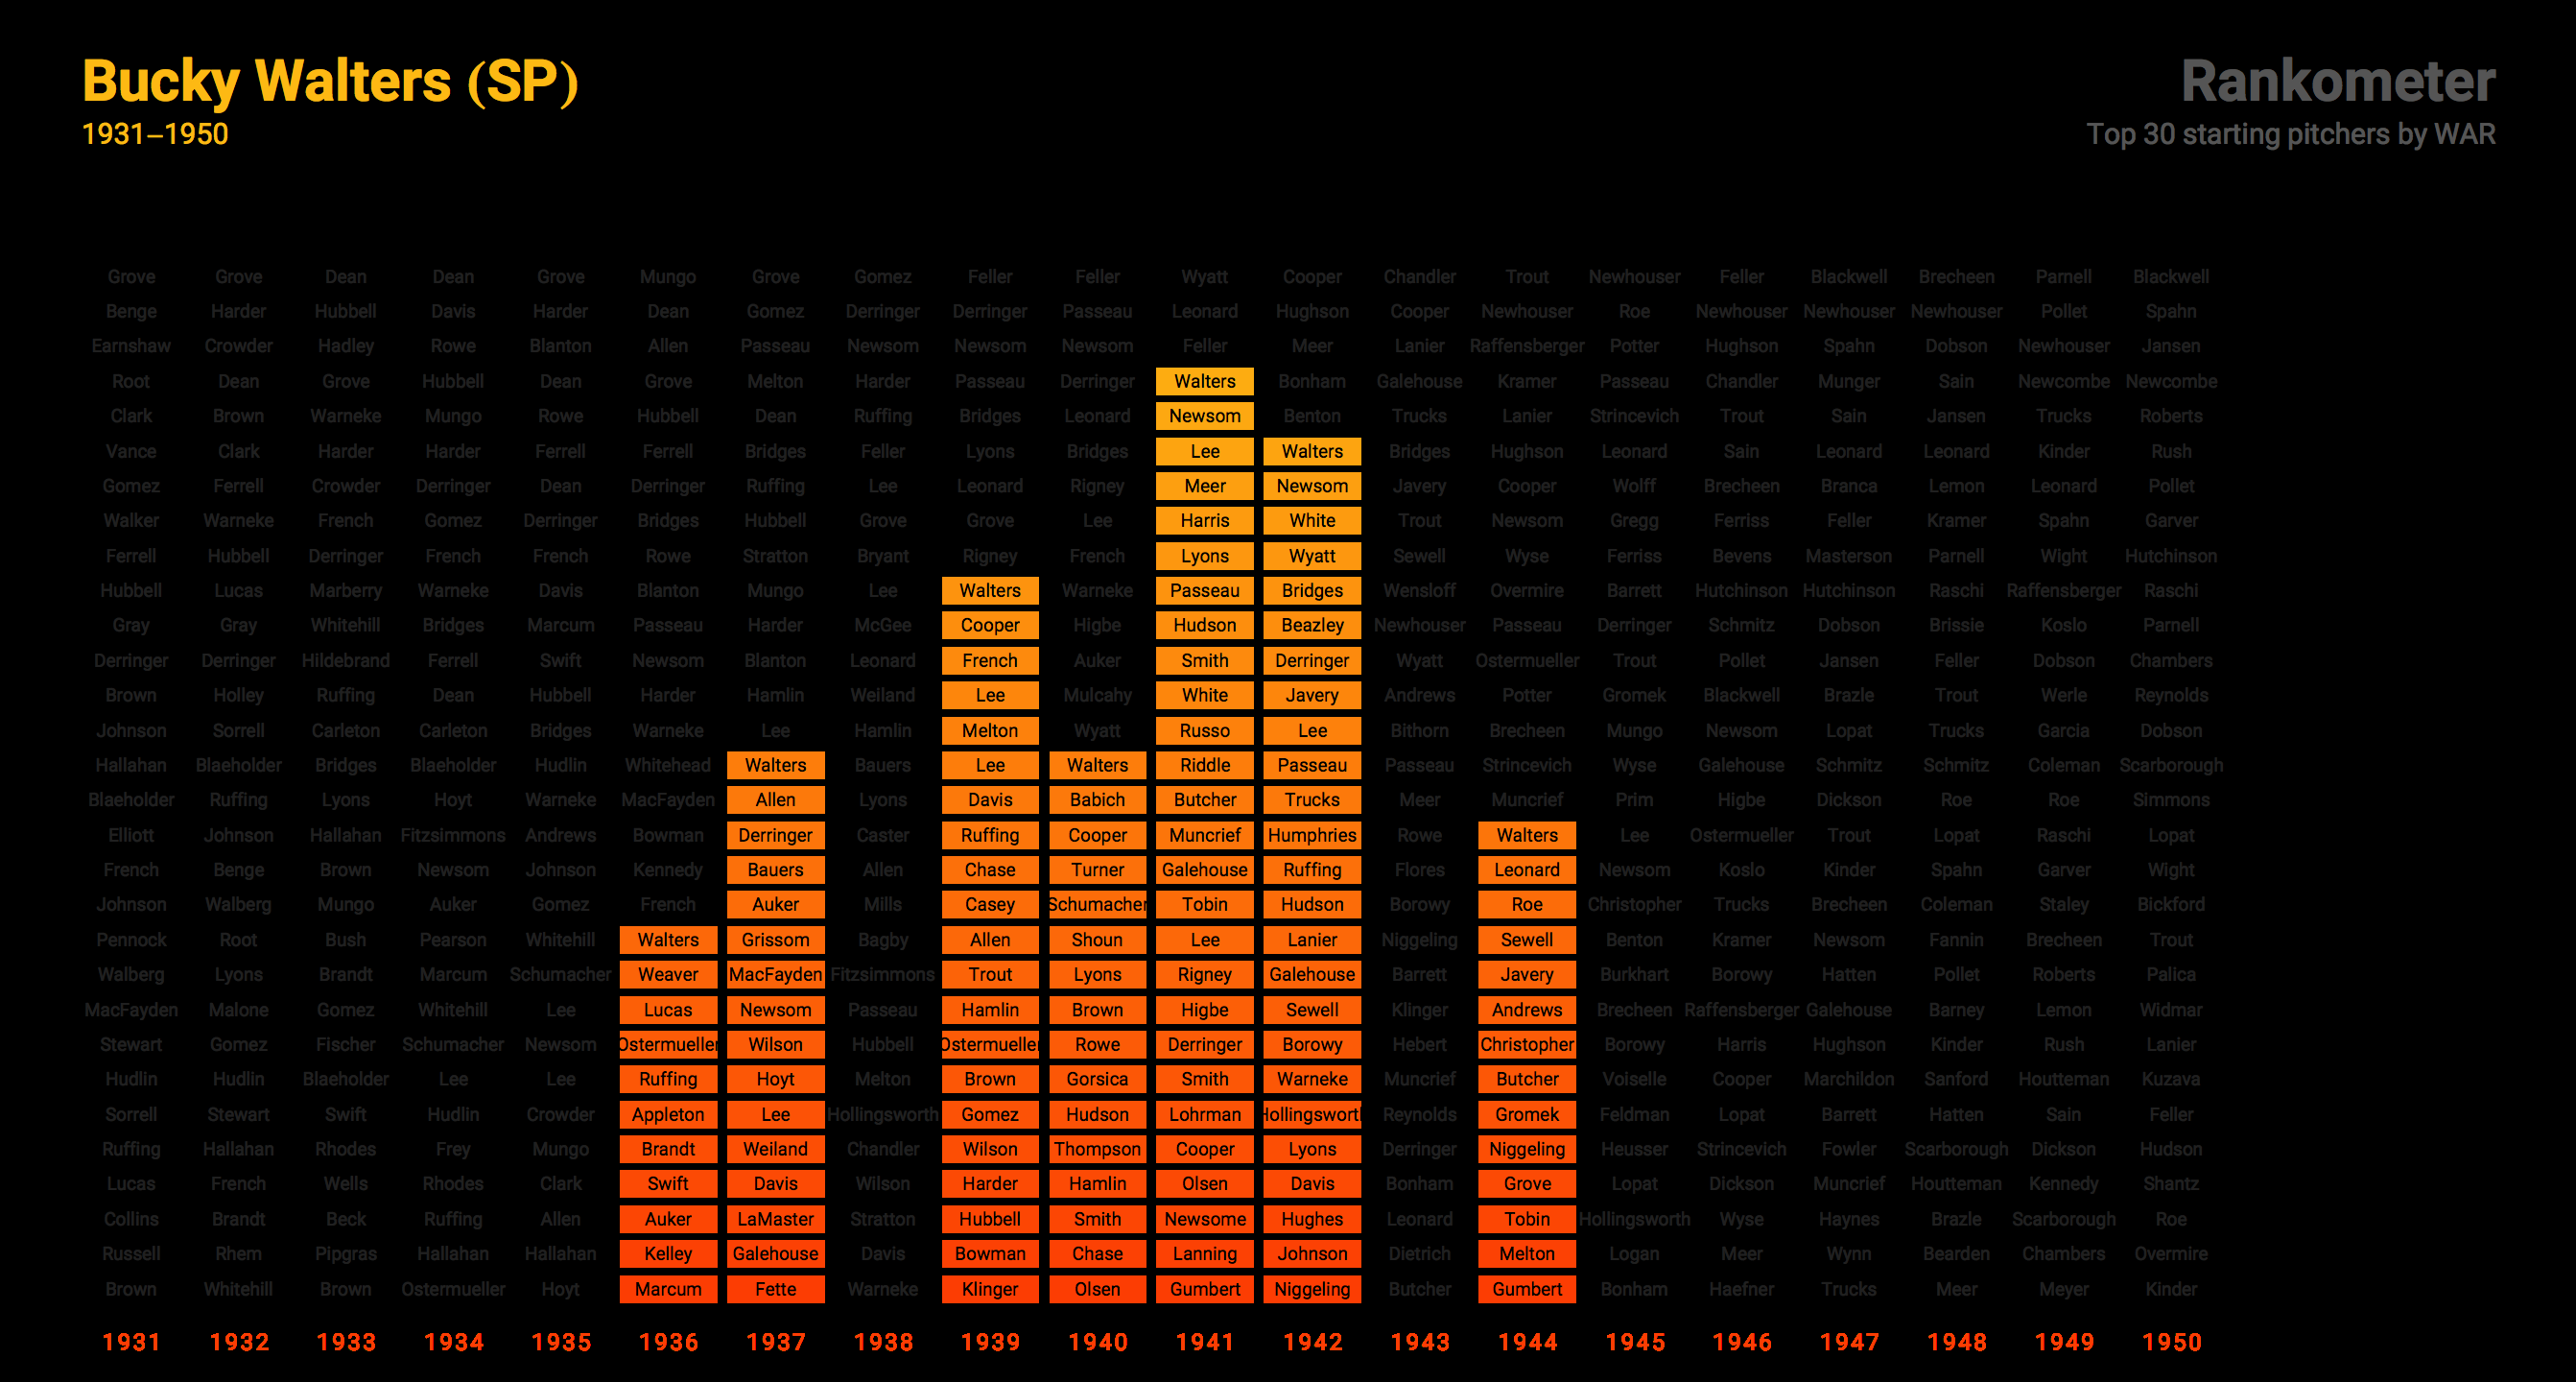 Bucky Walters (SP)
1931–1950
Rankometer
Top 30 starting pitchers by WAR
Grove Grove Dean Dean Grove Mungo Grove Gomez Feller Feller Wyatt Cooper Chandler Trout Newhouser Feller Blackwell Brecheen Parnell Blackwell
Benge Harder Hubbell Davis Harder Dean Gomez Derringer Derringer Passeau Leonard Hughson Cooper Newhouser Roe Newhouser Newhouser Newhouser Pollet Spahn
Earnshaw Crowder Hadley Rowe Blanton Allen Passeau Newsom Newsom Newsom Feller Meer Lanier Raffensberger Potter Hughson Spahn Dobson Newhouser Jansen
Root Dean Grove Hubbell Dean Grove Melton Harder Passeau Derringer Walters Bonham Galehouse Kramer Passeau Chandler Munger Sain Newcombe Newcombe
Clark Brown Warneke Mungo Rowe Hubbell Dean Ruffing Bridges Leonard Newsom Benton Trucks Lanier Strincevich Trout Sain Jansen Trucks Roberts
Vance Clark Harder Harder Ferrell Ferrell Bridges Feller Lyons Bridges Lee Walters Bridges Hughson Leonard Sain Leonard Leonard Kinder Rush
Gomez Ferrell Crowder Derringer Dean Derringer Ruffing Lee Leonard Rigney Meer Newsom Javery Cooper Wolff Brecheen Branca Lemon Leonard Pollet
Walker Warneke French Gomez Derringer Bridges Hubbell Grove Grove Lee Harris White Trout Newsom Gregg Ferriss Feller Kramer Spahn Garver
Ferrell Hubbell Derringer French French Rowe Stratton Bryant Rigney French Lyons Wyatt Sewell Wyse Ferriss Bevens Masterson Parnell Wight Hutchinson
Hubbell Lucas Marberry Warneke Davis Blanton Mungo Lee Walters Warneke Passeau Bridges Wensloff Overmire Barrett Hutchinson Hutchinson Raschi Raffensberger Raschi
Gray Gray Whitehill Bridges Marcum Passeau Harder McGee Cooper Higbe Hudson Beazley Newhouser Passeau Derringer Schmitz Dobson Brissie Koslo Parnell
Derringer Derringer Hildebrand Ferrell Swift Newsom Blanton Leonard French Auker Smith Derringer Wyatt Ostermueller Trout Pollet Jansen Feller Dobson Chambers
Brown Holley Ruffing Dean Hubbell Harder Hamlin Weiland Lee Mulcahy White Javery Andrews Potter Gromek Blackwell Brazle Trout Werle Reynolds
Johnson Sorrell Carleton Carleton Bridges Warneke Lee Hamlin Melton Wyatt Russo Lee Bithorn Brecheen Mungo Newsom Lopat Trucks Garcia Dobson
Hallahan Blaeholder Bridges Blaeholder Hudlin Whitehead Walters Bauers Lee Walters Riddle Passeau Passeau Strincevich Wyse Galehouse Schmitz Schmitz Coleman Scarborough
Blaeholder Ruffing Lyons Hoyt Warneke MacFayden Allen Lyons Davis Babich Butcher Trucks Meer Muncrief Prim Higbe Dickson Roe Roe Simmons
Elliott Johnson Hallahan Fitzsimmons Andrews Bowman Derringer Caster Ruffing Cooper Muncrief Humphries Rowe Walters Lee Ostermueller Trout Lopat Raschi Lopat
French Benge Brown Newsom Johnson Kennedy Bauers Allen Chase Turner Galehouse Ruffing Flores Leonard Newsom Koslo Kinder Spahn Garver Wight
Johnson Walberg Mungo Auker Gomez French Auker Mills Casey Schumacher Tobin Hudson Borowy Roe Christopher Trucks Brecheen Coleman Staley Bickford
Pennock Root Bush Pearson Whitehill Walters Grissom Bagby Allen Shoun Lee Lanier Niggeling Sewell Benton Kramer Newsom Fannin Brecheen Trout
Walberg Lyons Brandt Marcum Schumacher Weaver MacFayden Fitzsimmons Trout Lyons Rigney Galehouse Barrett Javery Burkhart Borowy Hatten Pollet Roberts Palica
MacFayden Malone Gomez Whitehill Lee Lucas Newsom Passeau Hamlin Brown Higbe Sewell Klinger Andrews Brecheen Raffensberger Galehouse Barney Lemon Widmar
Stewart Gomez Fischer Schumacher Newsom Ostermueller Wilson Hubbell Ostermueller Rowe Derringer Borowy Hebert Christopher Borowy Harris Hughson Kinder Rush Lanier
Hudlin Hudlin Blaeholder Lee Lee Ruffing Hoyt Melton Brown Gorsica Smith Warneke Muncrief Butcher Voiselle Cooper Marchildon Sanford Houtteman Kuzava
Sorrell Stewart Swift Hudlin Crowder Appleton Lee Hollingsworth Gomez Hudson Lohrman Hollingsworth Reynolds Gromek Feldman Lopat Barrett Hatten Sain Feller
Ruffing Hallahan Rhodes Frey Mungo Brandt Weiland Chandler Wilson Thompson Cooper Lyons Derringer Niggeling Heusser Strincevich Fowler Scarborough Dickson Hudson
Lucas French Wells Rhodes Clark Swift Davis Wilson Harder Hamlin Olsen Davis Bonham Grove Lopat Dickson Muncrief Houtteman Kennedy Shantz
Collins Brandt Beck Ruffing Allen Auker LaMaster Stratton Hubbell Smith Newsome Hughes Leonard Tobin Hollingsworth Wyse Haynes Brazle Scarborough Roe
Russell Rhem Pipgras Hallahan Hallahan Kelley Galehouse Davis Bowman Chase Lanning Johnson Dietrich Melton Logan Meer Wynn Bearden Chambers Overmire
Brown Whitehill Brown Ostermueller Hoyt Marcum Fette Warneke Klinger Olsen Gumbert Niggeling Butcher Gumbert Bonham Haefner Trucks Meer Meyer Kinder
1931 1932 1933 1934 1935 1936 1937 1938 1939 1940 1941 1942 1943 1944 1945 1946 1947 1948 1949 1950